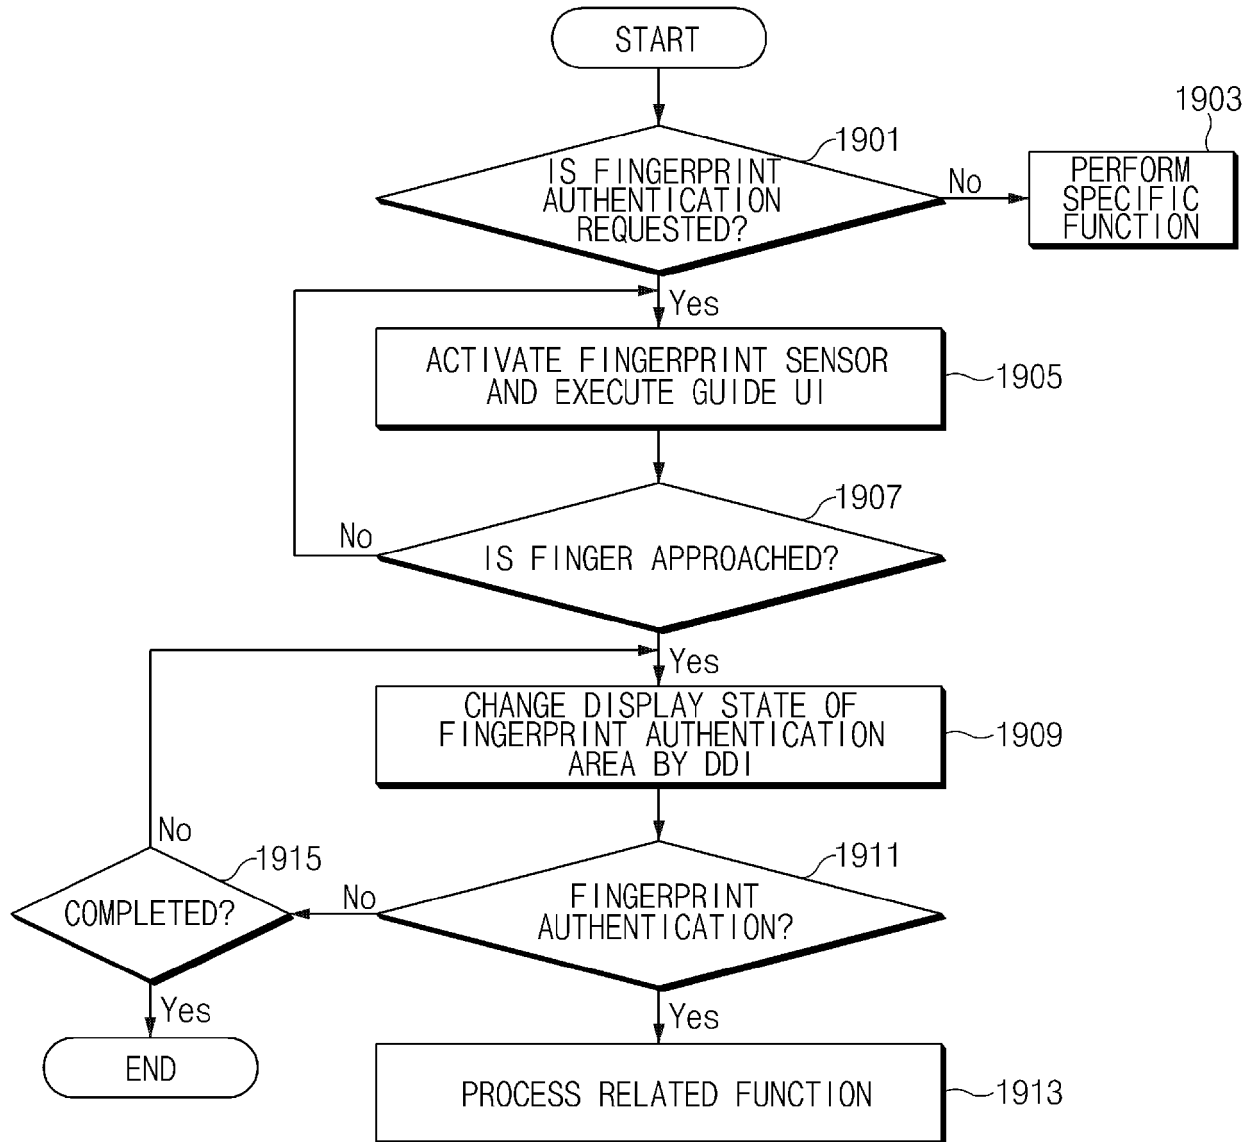 START
1903
1901
IS FINGERPRINT
AUTHENTICATION
REQUESTED?
No
PERFORM
SPECIFIC
FUNCTION
Yes
ACTIVATE FINGERPRINT SENSOR
AND EXECUTE GUIDE UI
1905
1907
No
IS FINGER APPROACHED?
Yes
CHANGE DISPLAY STATE OF
FINGERPRINT AUTHENTICATION
AREA BY DDI
1909
No
1915
1911
COMPLETED?
No
FINGERPRINT
AUTHENTICATION?
Yes
Yes
END
PROCESS RELATED FUNCTION
1913